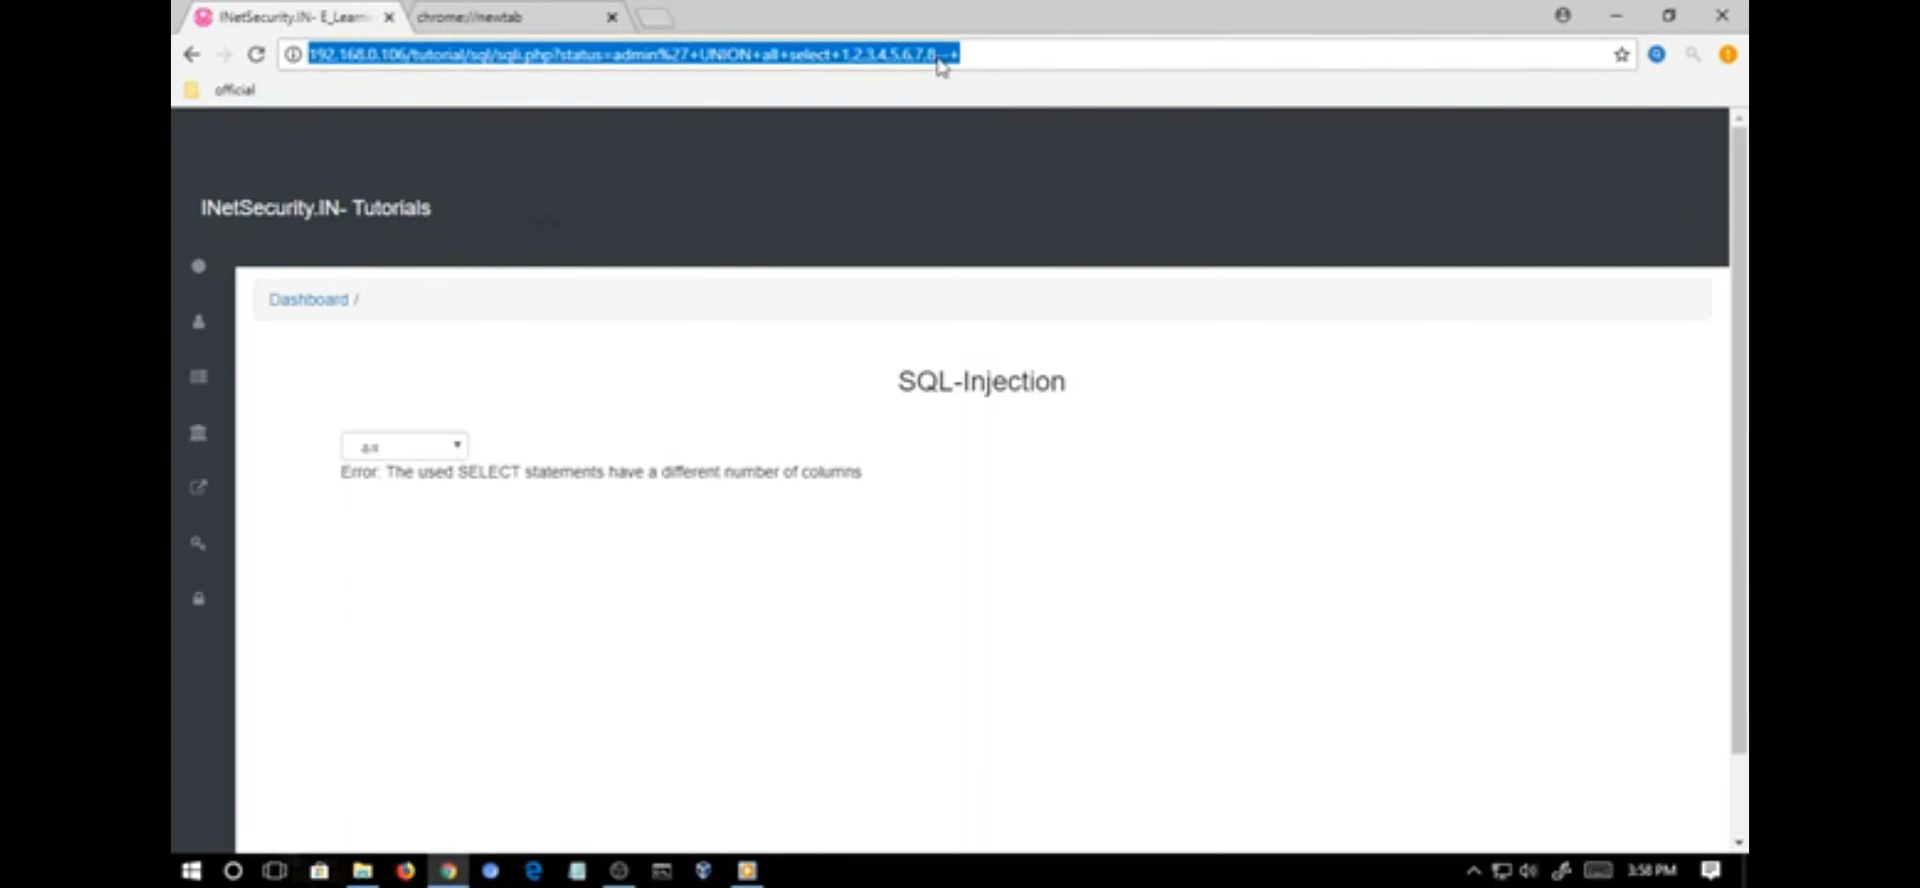 INetSecurity.IN- E_Learni
chrome://newtab
192.168.0.106/tutorial/sql/sqli.php?status=admin%27+UNION+all+select+1,2,3,4,5,6,7,8--+
official
INetSecurity.IN- Tutorials
Dashboard /
SQL-Injection
All
Error: The used SELECT statements have a different number of columns
3:58 PM